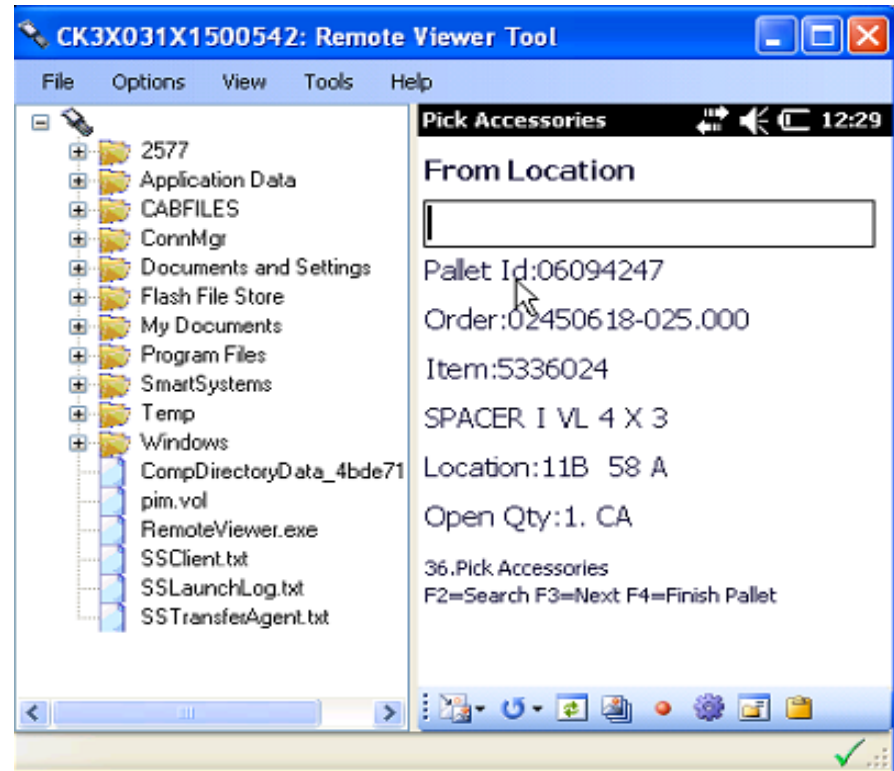 CK3X031X1500542: Remote Viewer Tool
File Options View Tools Help
2577
Application Data
CABFILES
ConnMgr
Documents and Settings
Flash File Store
My Documents
Program Files
SmartSystems
Temp
Windows
CompDirectoryData_4bde71
pim.vol
RemoteViewer.exe
SSClient.txt
SSLaunchLog.txt
SSTransferAgent.txt
Pick Accessories 12:29
From Location
Pallet Id:06094247
Order:02450618-025.000
Item:5336024
SPACER I VL 4 X 3
Location:11B 58 A
Open Qty:1. CA
36.Pick Accessories
F2=Search F3=Next F4=Finish Pallet